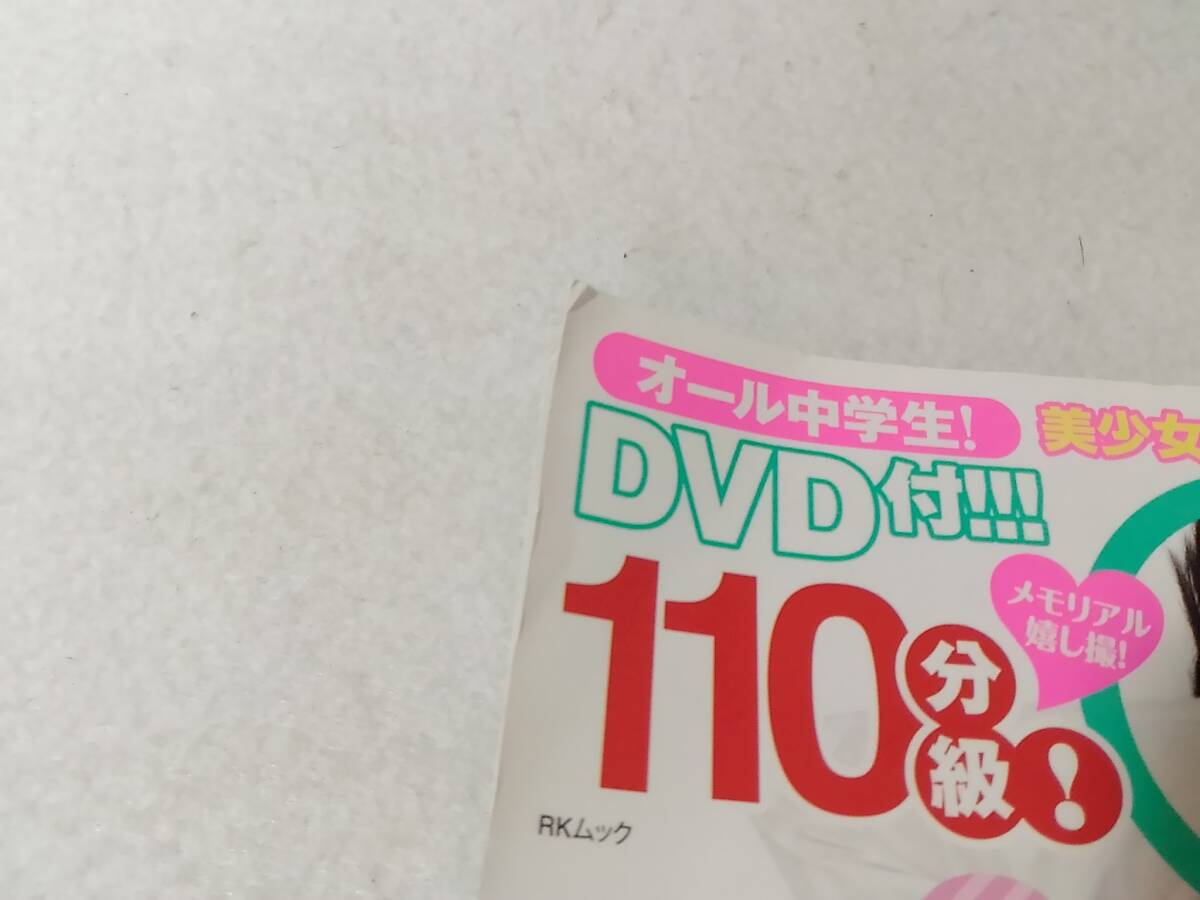 オール中学生!
美少女
DVD付!!!
メモリアル
嬉し撮!
110分級!
RKムック